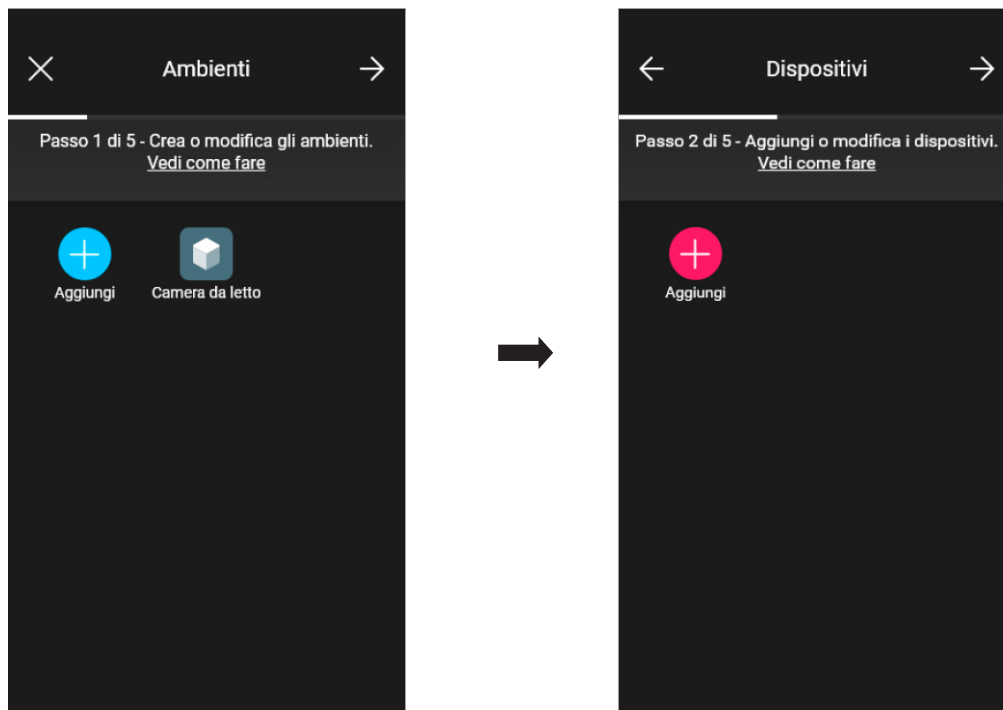 Ambienti
Passo 1 di 5 - Crea o modifica gli ambienti.
Vedi come fare
Aggiungi
Camera da letto
Dispositivi
Passo 2 di 5 - Aggiungi o modifica i dispositivi.
Vedi come fare
Aggiungi